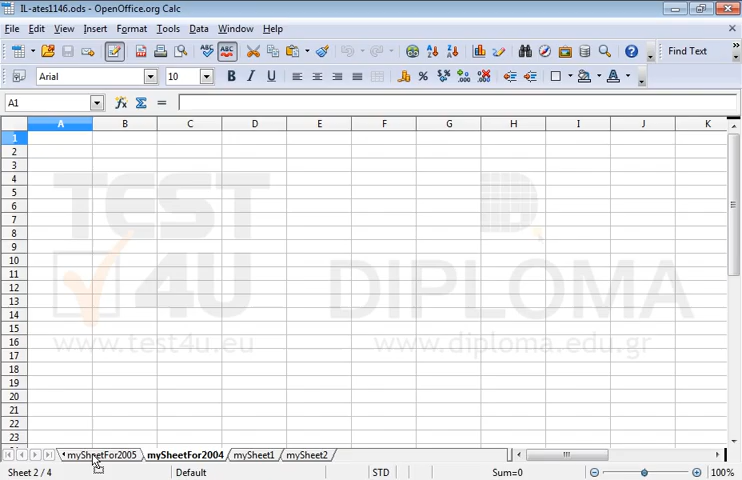 IL-ates1146.ods - OpenOffice.org Calc
File Edit View Insert Format Tools Data Window Help
Find Text
Arial 10
A1
A B C D E F G H I J K
1
2
3
4
5
6
7
8
9
10
11
12
13
14
15
16
17
18
19
20
21
22
23
TEST 4U
DIPLOMA
www.test4u.eu
www.diploma.edu.gr
mySheetFor2005 mySheetFor2004 mySheet1 mySheet2
Sheet 2 / 4 Default STD Sum=0 100%